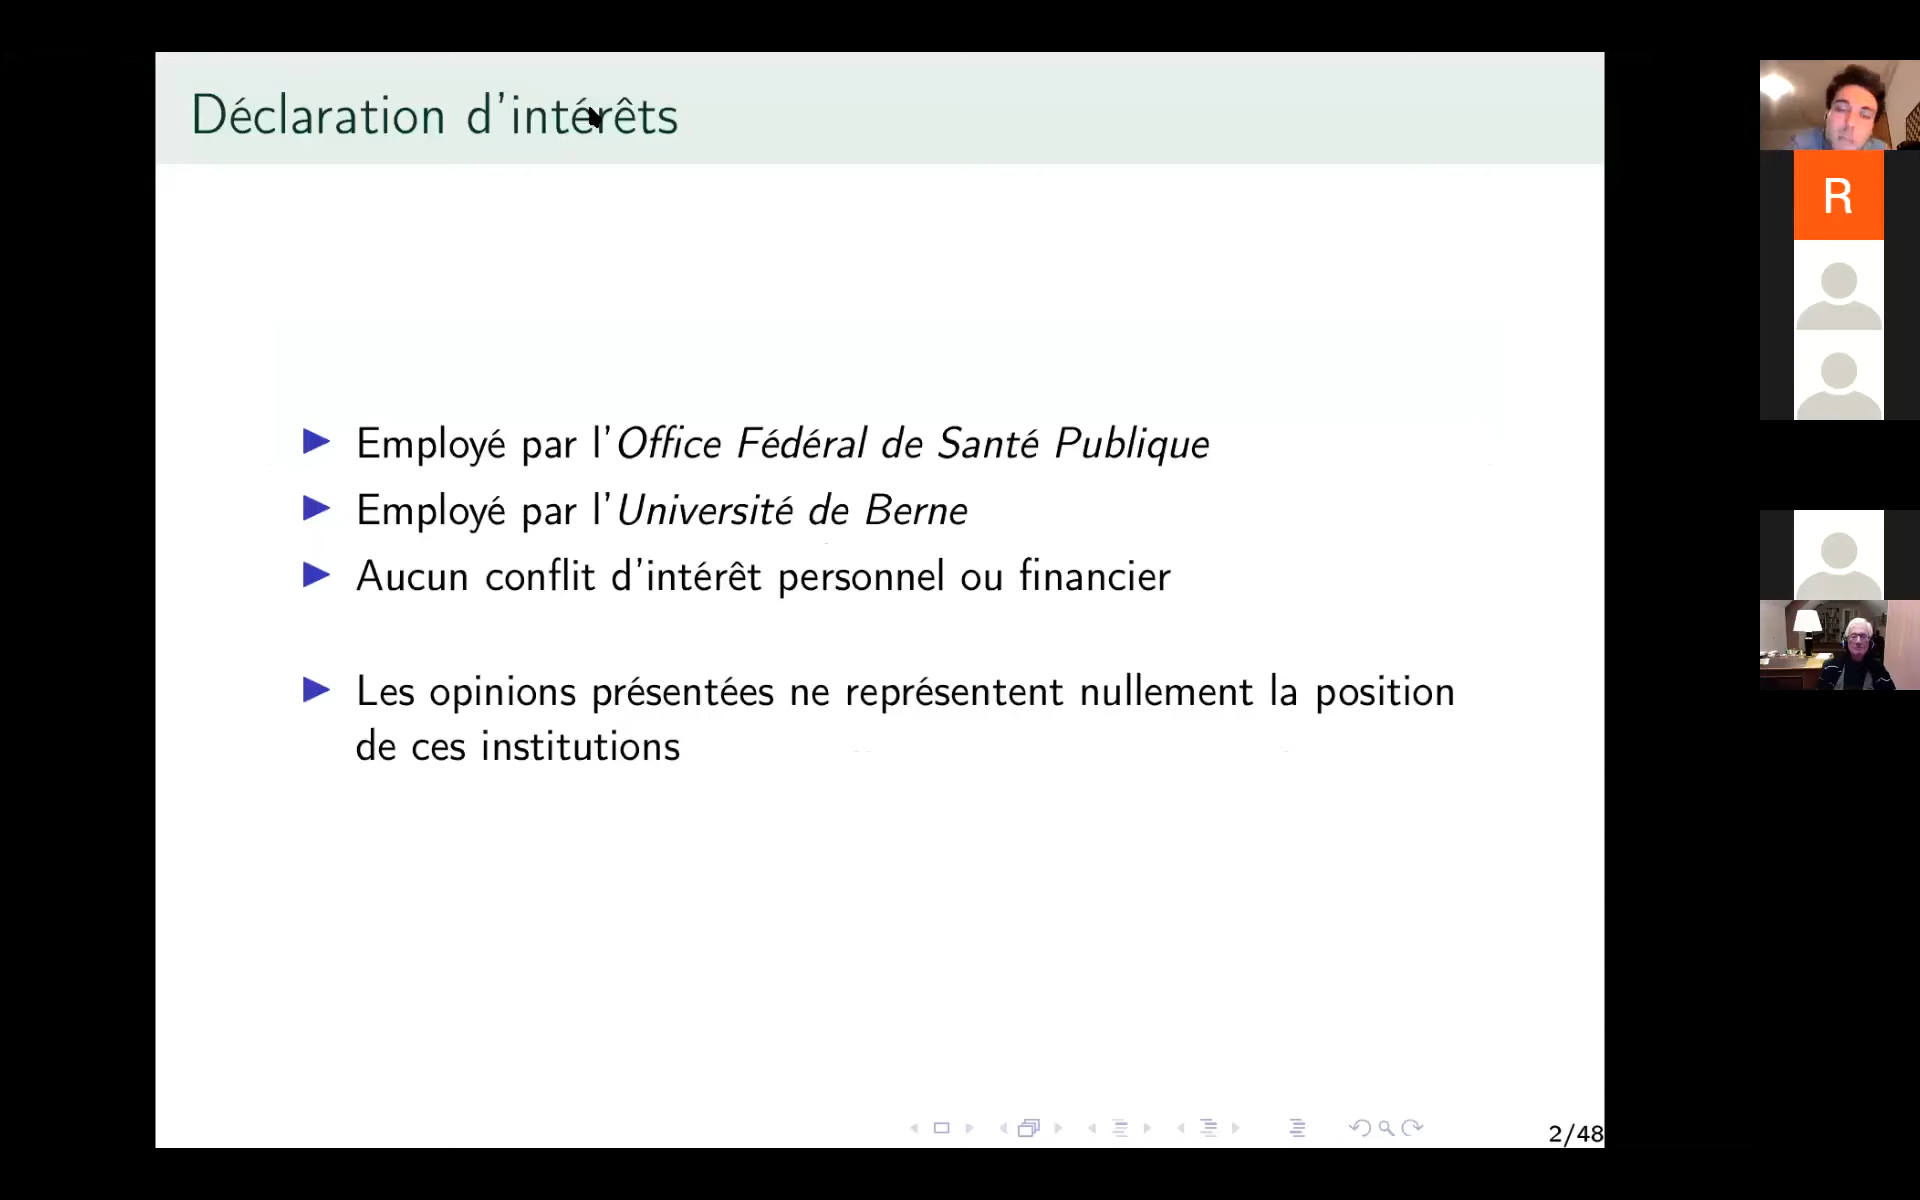 Déclaration d'intérêts
Employé par l'Office Fédéral de Santé Publique
Employé par l'Université de Berne
Aucun conflit d'intérêt personnel ou financier
Les opinions présentées ne représentent nullement la position
de ces institutions
2/48
R